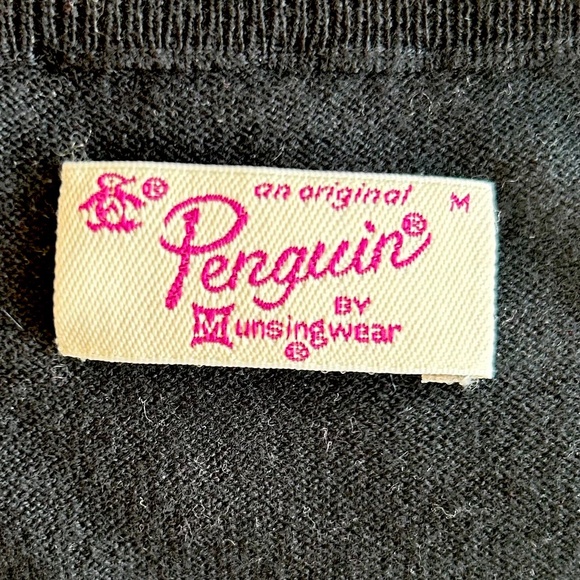 ® an original M
Penguin®
BY
Munsingwear
®